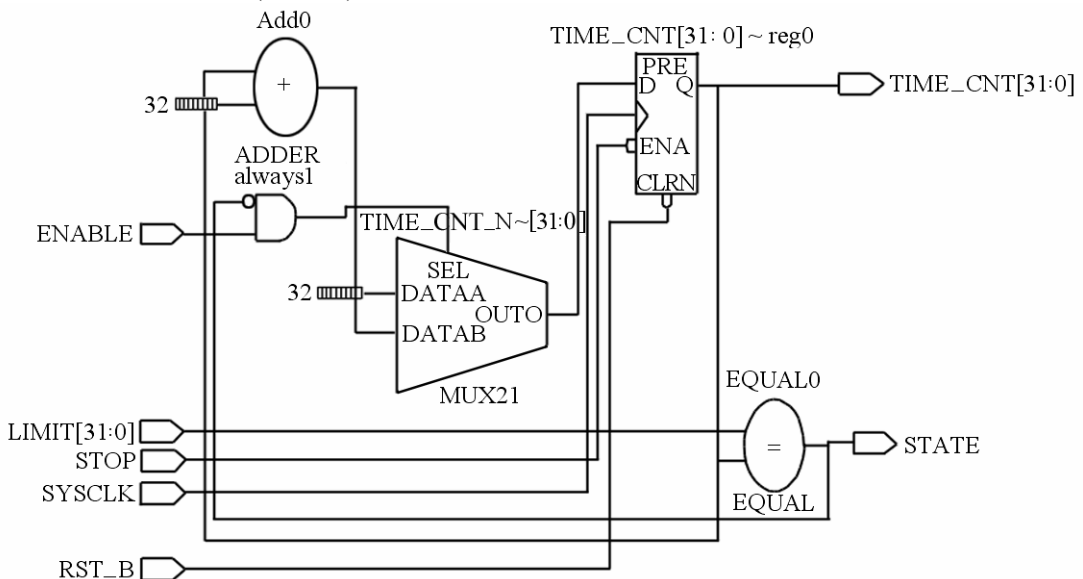 Add0
TIME_CNT[31: 0] ~ reg0
PRE
D Q
TIME_CNT[31:0]
+
32
ENA
ADDER
always1
CLRN
TIME_CNT_N~[31:0]
ENABLE
SEL
32
DATAA
OUTO
DATAB
MUX21
EQUAL0
LIMIT[31:0]
=
STATE
STOP
SYSCLK
EQUAL
RST_B